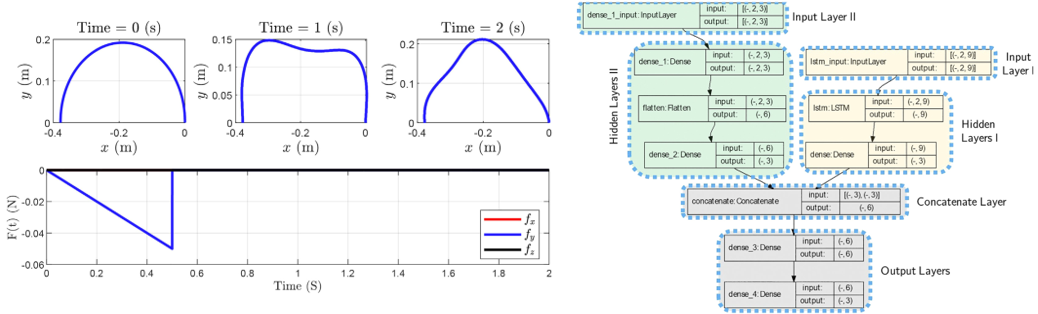 Time = 0 (s)
Time = 1 (s)
Time = 2 (s)
y (m)
0.2
0.1
0
-0.4
-0.2
0
x (m)
y (m)
0.15
0.1
0.05
0
-0.4
-0.2
0
x (m)
y (m)
0.2
0.1
0
-0.4
-0.2
0
x (m)
F(t) (N)
0
-0.02
-0.04
-0.06
0
0.2
0.4
0.6
0.8
1
1.2
1.4
1.6
1.8
2
Time (S)
fx
fy
fz
dense_1_input: InputLayer
input: [(-, 2, 3)]
output: [(-, 2, 3)]
Input Layer II
Hidden Layers II
dense_1: Dense
input: (-, 2, 3)
output: (-, 2, 3)
flatten: Flatten
input: (-, 2, 3)
output: (-, 6)
dense_2: Dense
input: (-, 6)
output: (-, 3)
lstm_input: InputLayer
input: [(-, 2, 9)]
output: [(-, 2, 9)]
Input
Layer I
lstm: LSTM
input: (-, 2, 9)
output: (-, 9)
dense: Dense
input: (-, 9)
output: (-, 3)
Hidden
Layers I
concatenate: Concatenate
input: [(-, 3), (-, 3)]
output: (-, 6)
Concatenate Layer
dense_3: Dense
input: (-, 6)
output: (-, 6)
dense_4: Dense
input: (-, 6)
output: (-, 3)
Output Layers